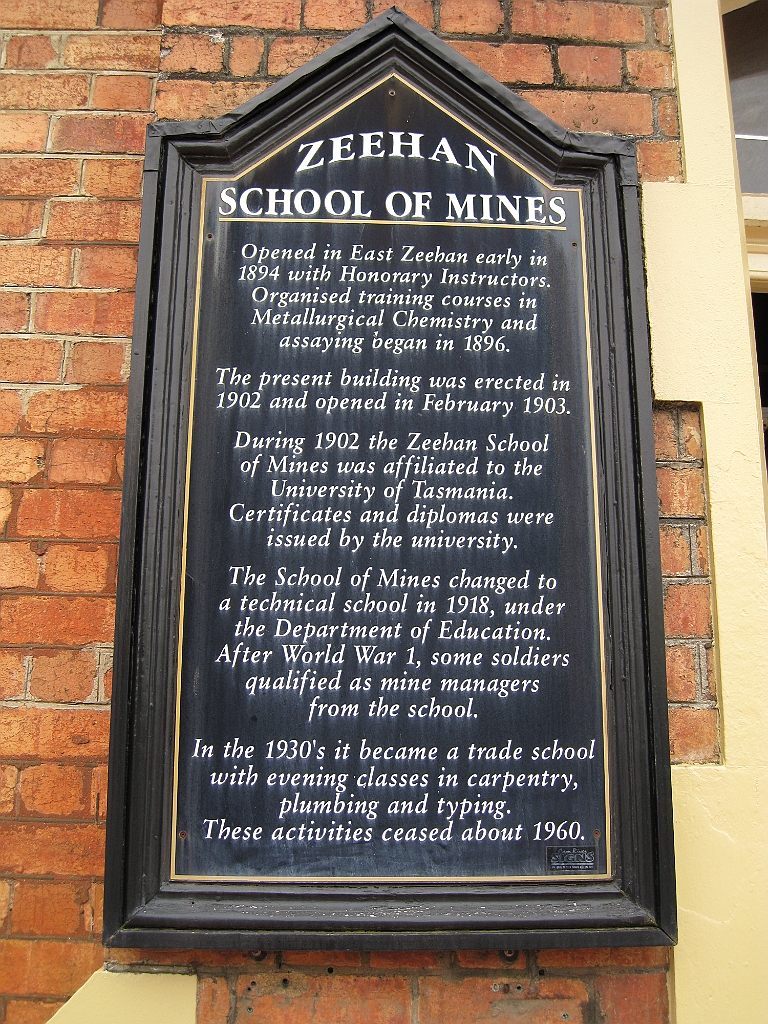 ZEEHAN
SCHOOL OF MINES
Opened in East Zeehan early in
1894 with Honorary Instructors.
Organised training courses in
Metallurgical Chemistry and
assaying began in 1896.
The present building was erected in
1902 and opened in February 1903.
During 1902 the Zeehan School
of Mines was affiliated to the
University of Tasmania.
Certificates and diplomas were
issued by the university.
The School of Mines changed to
a technical school in 1918, under
the Department of Education.
After World War 1, some soldiers
qualified as mine managers
from the school.
In the 1930's it became a trade school
with evening classes in carpentry,
plumbing and typing.
These activities ceased about 1960.
SIGNS